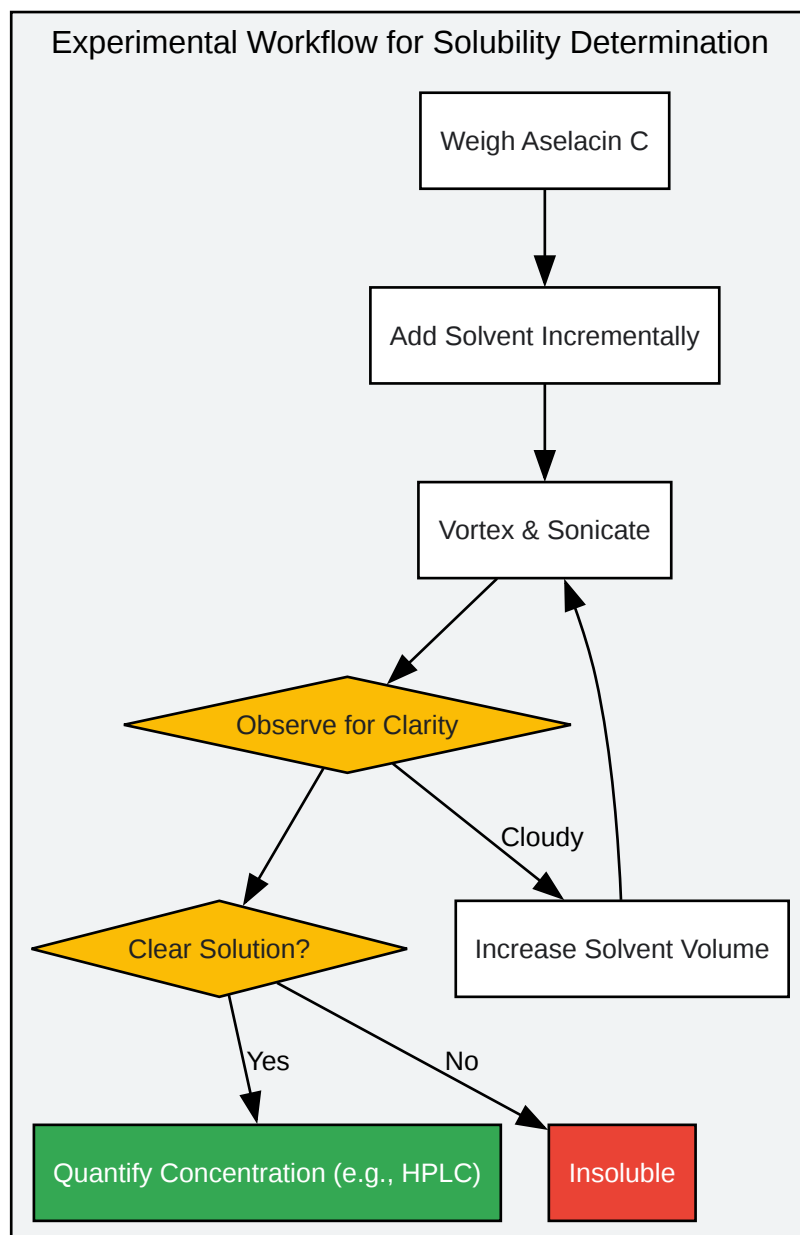 Experimental Workflow for Solubility Determination
Weigh Aselacin C
Add Solvent Incrementally
Vortex & Sonicate
Observe for Clarity
Cloudy
Clear Solution?
Increase Solvent Volume
Yes
No
Quantify Concentration (e.g., HPLC)
Insoluble